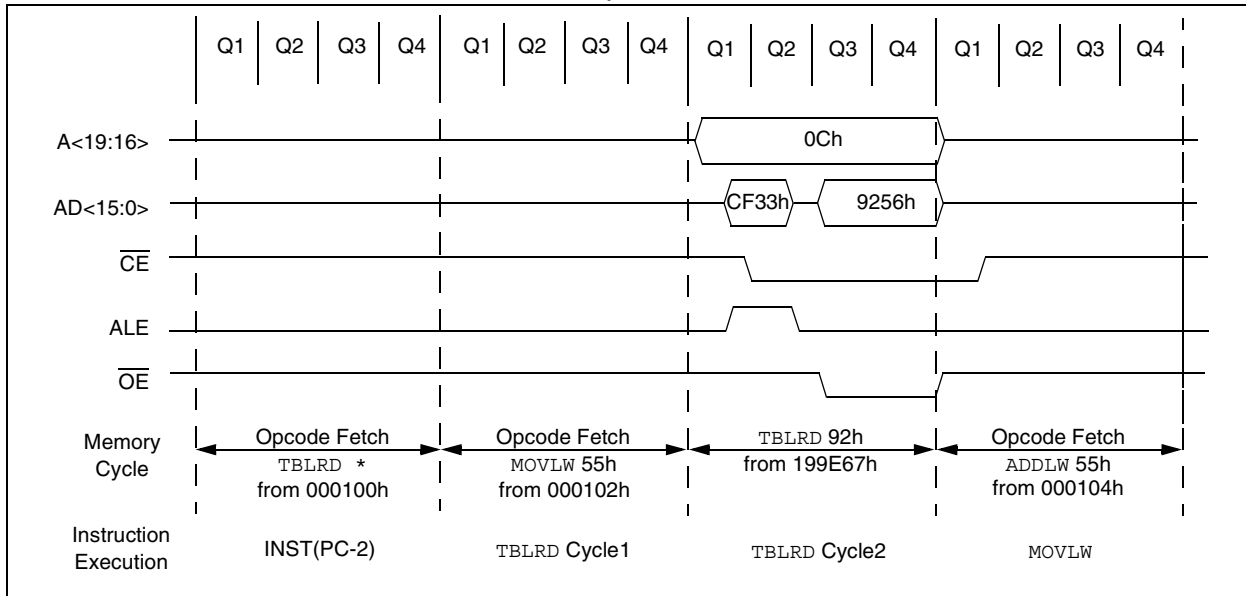 Q1 Q2 Q3 Q4 Q1 Q2 Q3 Q4 Q1 Q2 Q3 Q4 Q1 Q2 Q3 Q4
A<19:16> 0Ch
AD<15:0> CF33h 9256h
CE
ALE
OE
Memory
Cycle
Opcode Fetch
TBLRD *
from 000100h
Opcode Fetch
MOVLW 55h
from 000102h
TBLRD 92h
from 199E67h
Opcode Fetch
ADDLW 55h
from 000104h
Instruction
Execution
INST(PC-2)
TBLRD Cycle1
TBLRD Cycle2
MOVLW